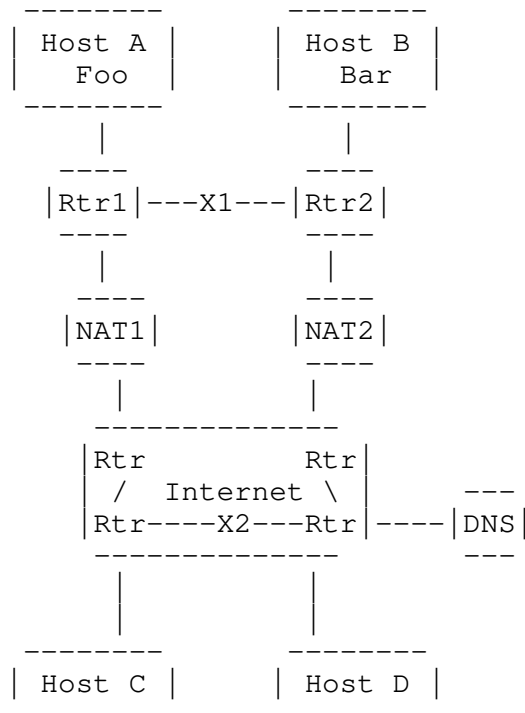 Host A Host B
Foo Bar
Rtr1 ---X1--- Rtr2
NAT1 NAT2
Rtr Rtr
/ Internet \
Rtr----X2---Rtr ---- DNS
Host C Host D